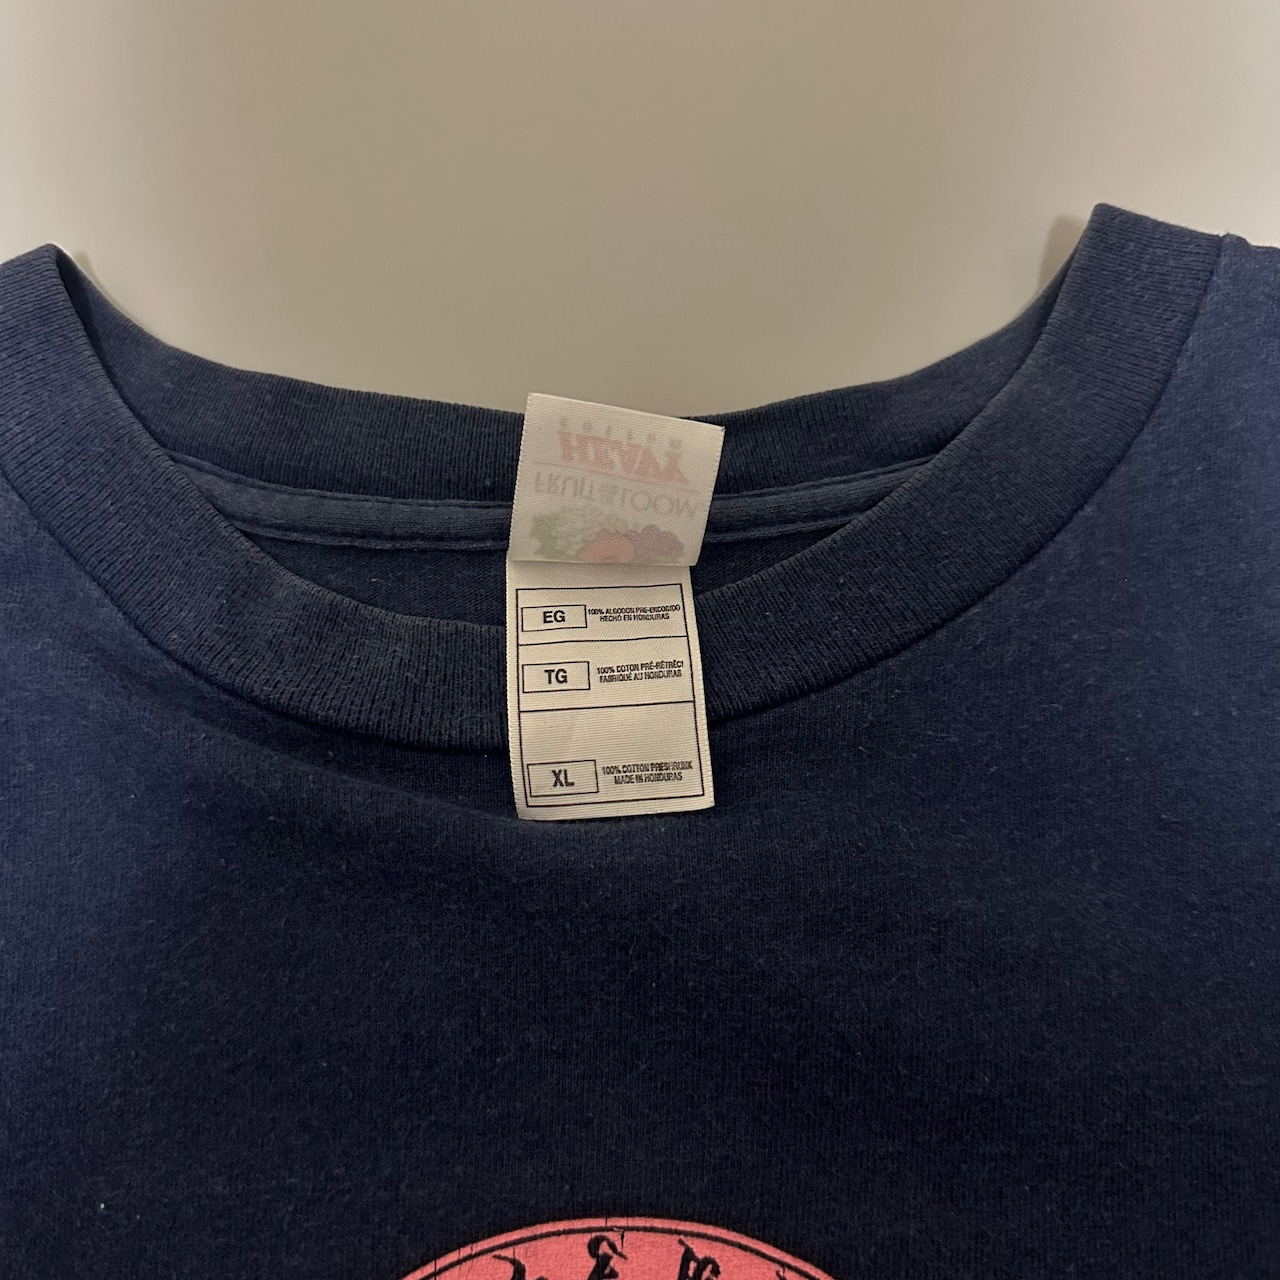 COTTON
HEAVY
FRUIT OF THE LOOM
EG
100% ALGODON PRE-ENCOGIDO
HECHO EN HONDURAS
TG
100% COTON PRÉ-RÉTRÉCI
FABRIQUÉ AU HONDURAS
XL
100% COTTON PRESHRUNK
MADE IN HONDURAS